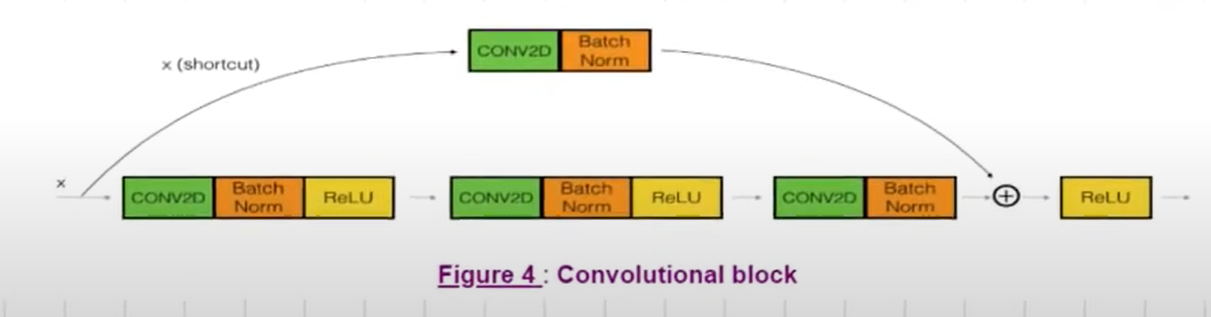 CONV2D
Batch
Norm
x (shortcut)
x
CONV2D
Batch
Norm
ReLU
CONV2D
Batch
Norm
ReLU
CONV2D
Batch
Norm
+
ReLU
Figure 4 : Convolutional block